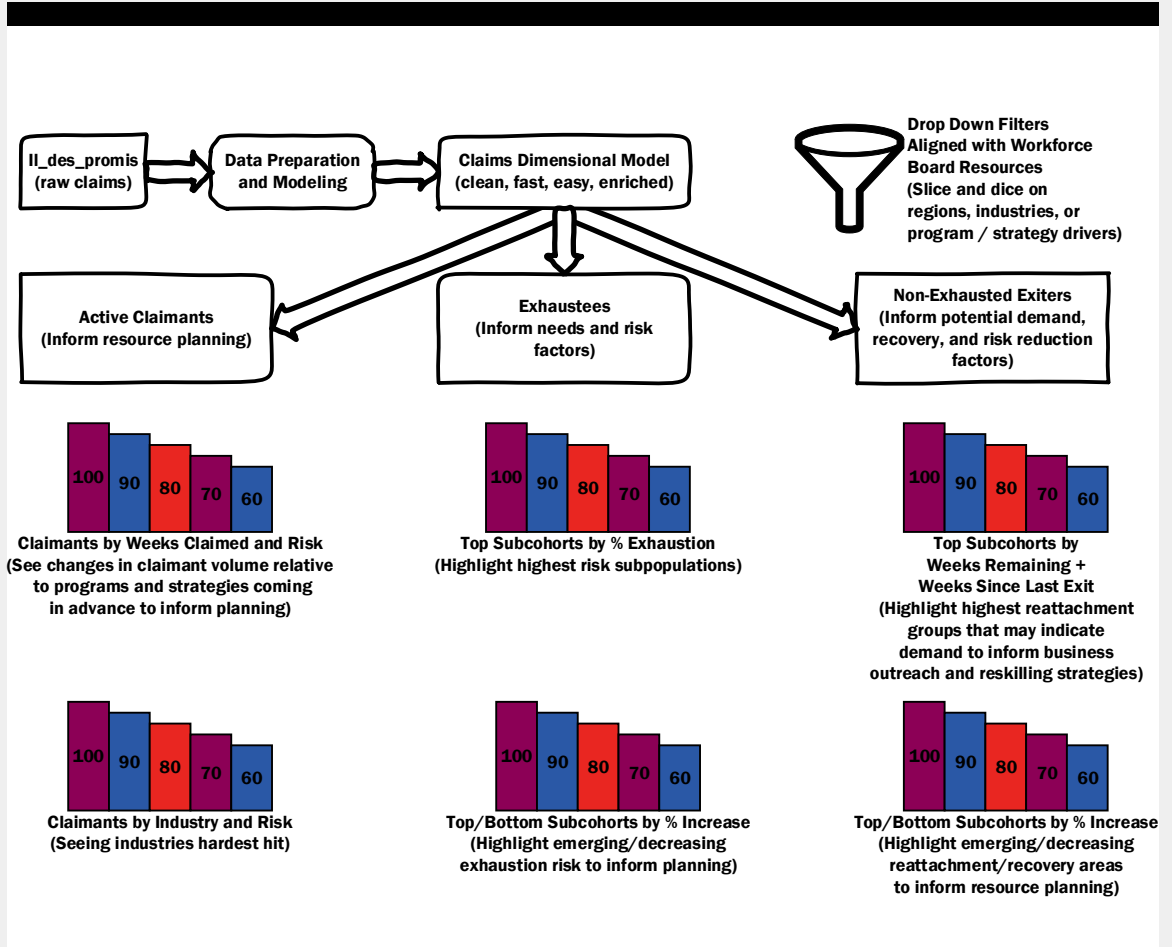 Il_des_promis
(raw claims)
Data Preparation
and Modeling
Claims Dimensional Model
(clean, fast, easy, enriched)
Drop Down Filters
Aligned with Workforce
Board Resources
(Slice and dice on
regions, industries, or
program / strategy drivers)
Active Claimants
(Inform resource planning)
Exhaustees
(Inform needs and risk
factors)
Non-Exhausted Exiters
(Inform potential demand,
recovery, and risk reduction
factors)
100
90
80
70
60
Claimants by Weeks Claimed and Risk
(See changes in claimant volume relative
to programs and strategies coming
in advance to inform planning)
100
90
80
70
60
Top Subcohorts by % Exhaustion
(Highlight highest risk subpopulations)
100
90
80
70
60
Top Subcohorts by
Weeks Remaining +
Weeks Since Last Exit
(Highlight highest reattachment
groups that may indicate
demand to inform business
outreach and reskilling strategies)
100
90
80
70
60
Claimants by Industry and Risk
(Seeing industries hardest hit)
100
90
80
70
60
Top/Bottom Subcohorts by % Increase
(Highlight emerging/decreasing
exhaustion risk to inform planning)
100
90
80
70
60
Top/Bottom Subcohorts by % Increase
(Highlight emerging/decreasing
reattachment/recovery areas
to inform resource planning)